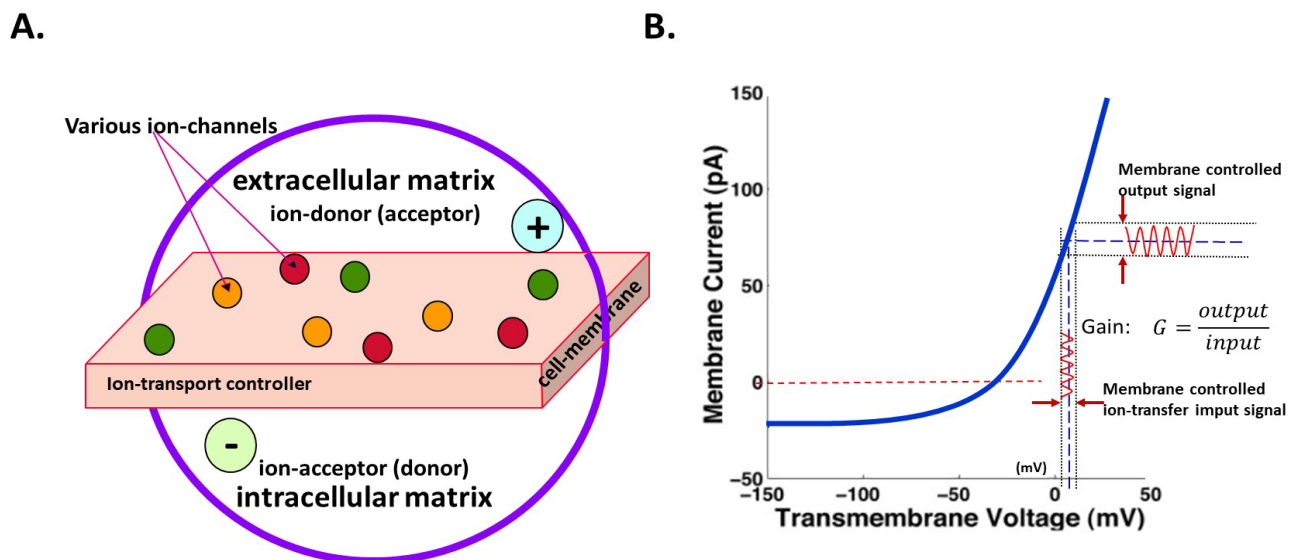 A.
Various ion-channels
extracellular matrix
ion-donor (acceptor)
+
cell-membrane
Ion-transport controller
-
ion-acceptor (donor)
intracellular matrix
B.
Membrane Current (pA)
150
100
50
0
−50
Membrane controlled
output signal
Gain: G = output/input
Membrane controlled
ion-transfer imput signal
(mV)
−150
−100
−50
0
50
Transmembrane Voltage (mV)